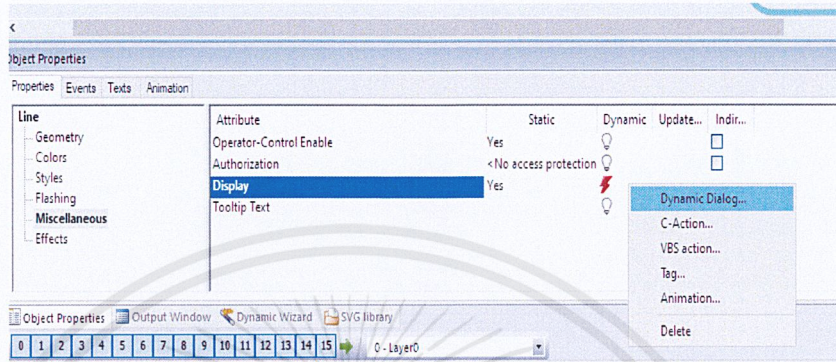 Object Properties
Properties Events Texts Animation
Line
Geometry
Colors
Styles
Flashing
Miscellaneous
Effects
Attribute Static Dynamic Update... Indir...
Operator-Control Enable Yes
Authorization <No access protection
Display Yes
Tooltip Text
Dynamic Dialog...
C-Action...
VBS action...
Tag...
Animation...
Delete
Object Properties Output Window Dynamic Wizard SVG library
0 1 2 3 4 5 6 7 8 9 10 11 12 13 14 15 0 - Layer0